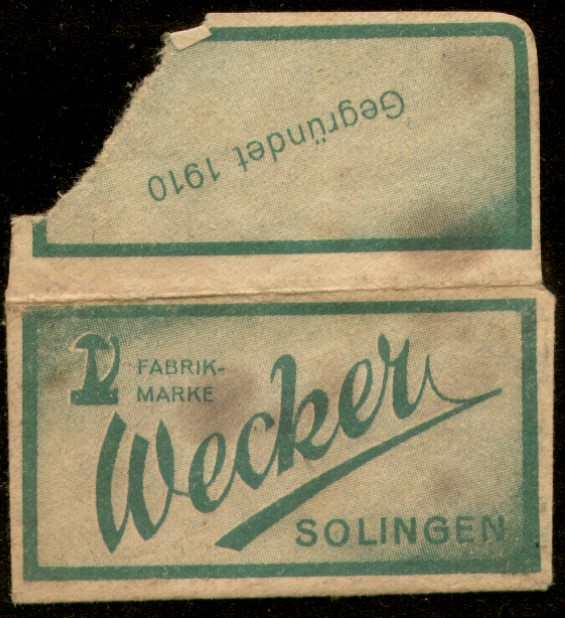 Gegründet 1910
FABRIK-
MARKE
Wecker
SOLINGEN